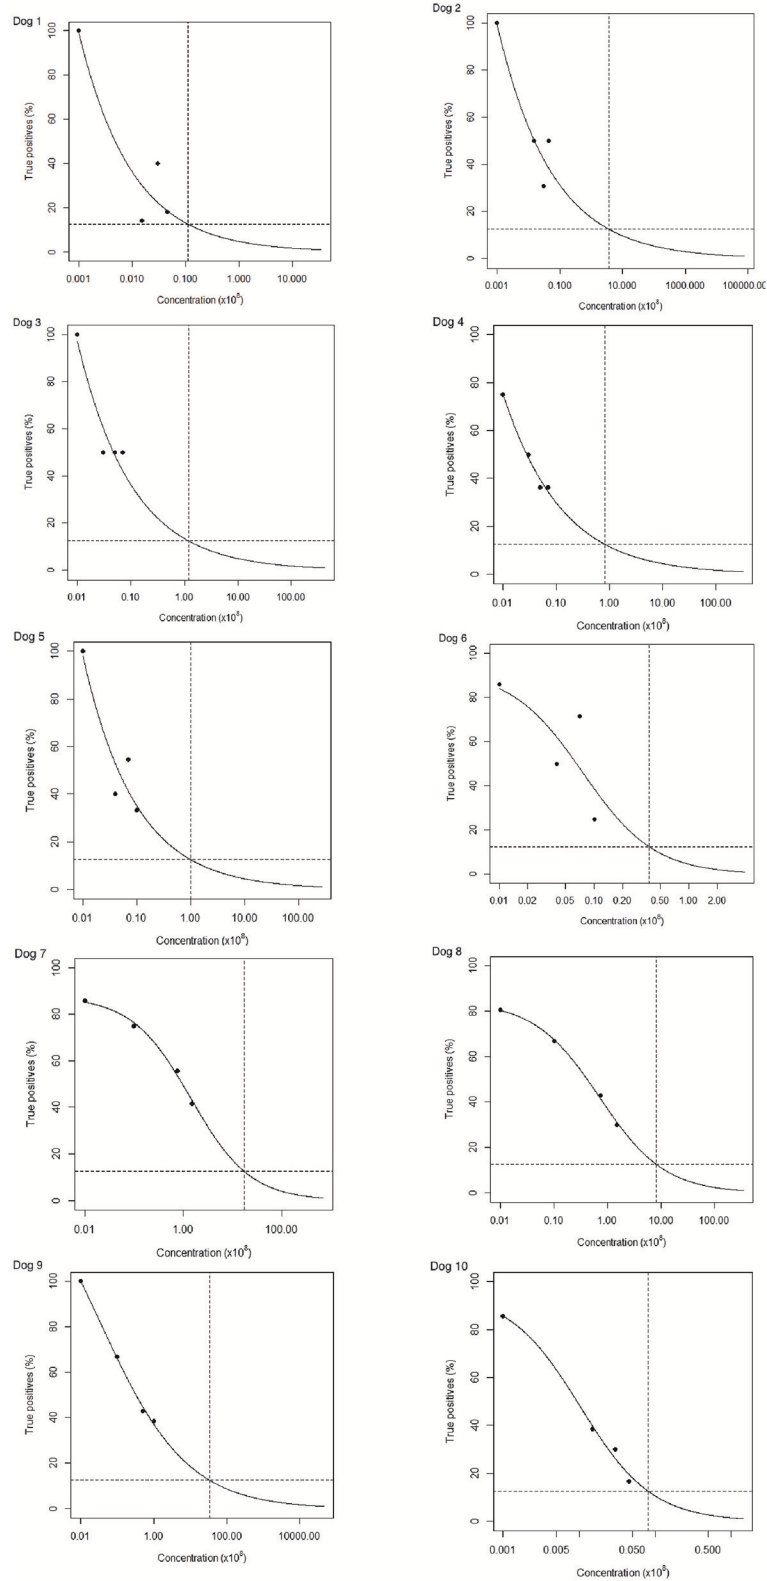 Dog 1
True positives (%)
0 20 40 60 80 100
0.001 0.010 0.100 1.000 10.000
Concentration (x10⁸)
Dog 2
True positives (%)
0 20 40 60 80 100
0.001 0.100 10.000 1000.000 100000.00
Concentration (x10⁸)
Dog 3
True positives (%)
0 20 40 60 80 100
0.01 0.10 1.00 10.00 100.00
Concentration (x10⁸)
Dog 4
True positives (%)
0 20 40 60 80 100
0.01 0.10 1.00 10.00 100.00
Concentration (x10⁸)
Dog 5
True positives (%)
0 20 40 60 80 100
0.01 0.10 1.00 10.00 100.00
Concentration (x10⁸)
Dog 6
True positives (%)
0 20 40 60 80 100
0.01 0.02 0.05 0.10 0.20 0.50 1.00 2.00
Concentration (x10⁸)
Dog 7
True positives (%)
0 20 40 60 80 100
0.01 1.00 100.00
Concentration (x10⁸)
Dog 8
True positives (%)
0 20 40 60 80 100
0.01 0.10 1.00 10.00 100.00
Concentration (x10⁸)
Dog 9
True positives (%)
0 20 40 60 80 100
0.01 1.00 100.00 10000.00
Concentration (x10⁸)
Dog 10
True positives (%)
0 20 40 60 80 100
0.001 0.005 0.050 0.500
Concentration (x10⁸)